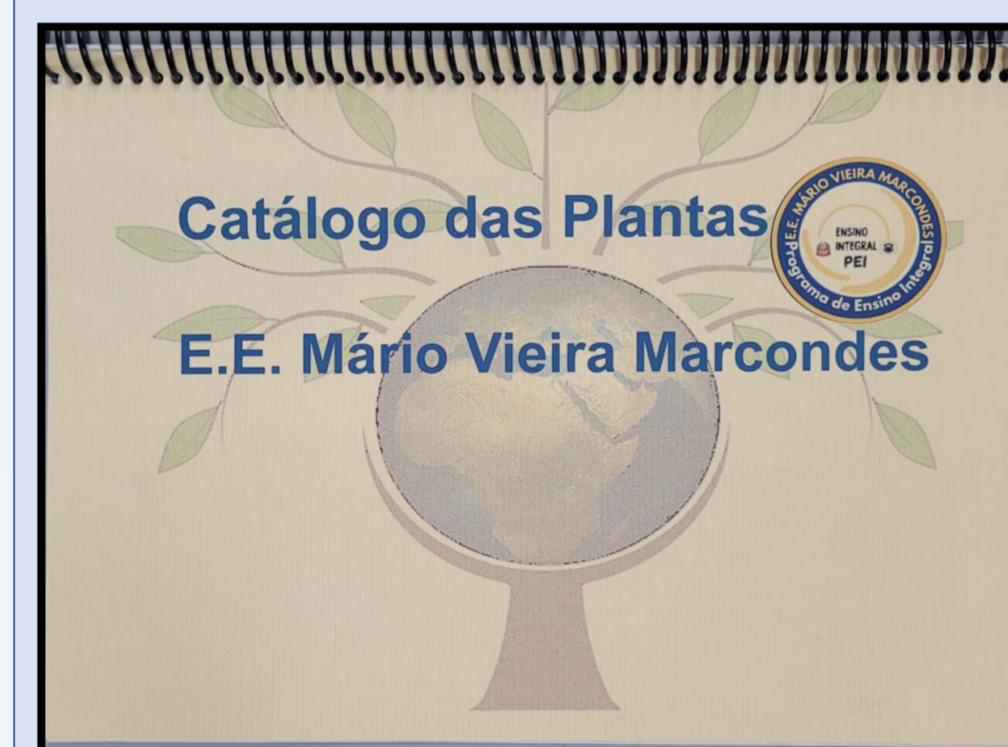 Catálogo das Plantas
E.E. MÁRIO VIEIRA MARCONDES
ENSINO
INTEGRAL
PEI
Programa de Ensino Integral
E.E. Mário Vieira Marcondes